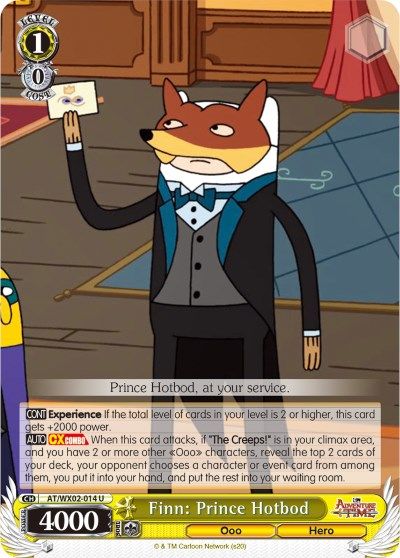 LEVEL
1
0
COST
Prince Hotbod, at your service.
CONT Experience If the total level of cards in your level is 2 or higher, this card
gets +2000 power.
AUTO CX COMBO When this card attacks, if "The Creeps!" is in your climax area,
and you have 2 or more other «Ooo» characters, reveal the top 2 cards of
your deck, your opponent chooses a character or event card from among
them, you put it into your hand, and put the rest into your waiting room.
CH AT/WX02-014 U
POWER 4000 SOUL Finn: Prince Hotbod
ADVENTURE TIME
Ooo Hero
© & TM Cartoon Network (s20)